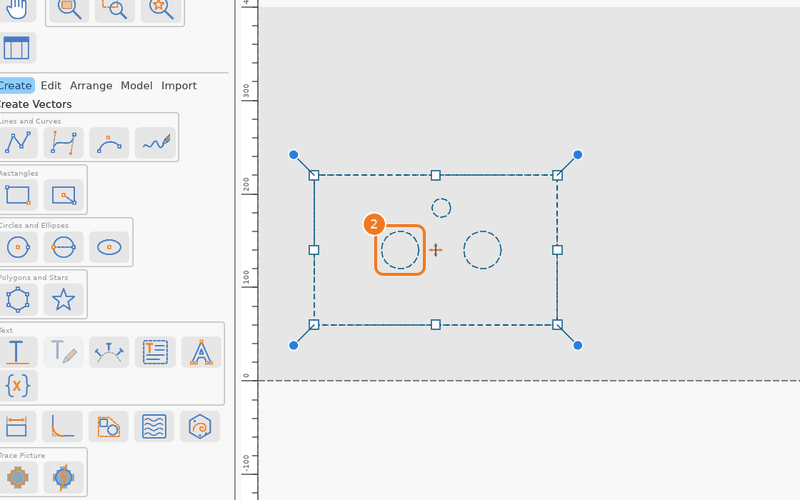 Create Edit Arrange Model Import
Create Vectors
Lines and Curves
Rectangles
Circles and Ellipses
Polygons and Stars
Text
T
T
T
A
{x}
Trace Picture
300
200
100
0
-100
2